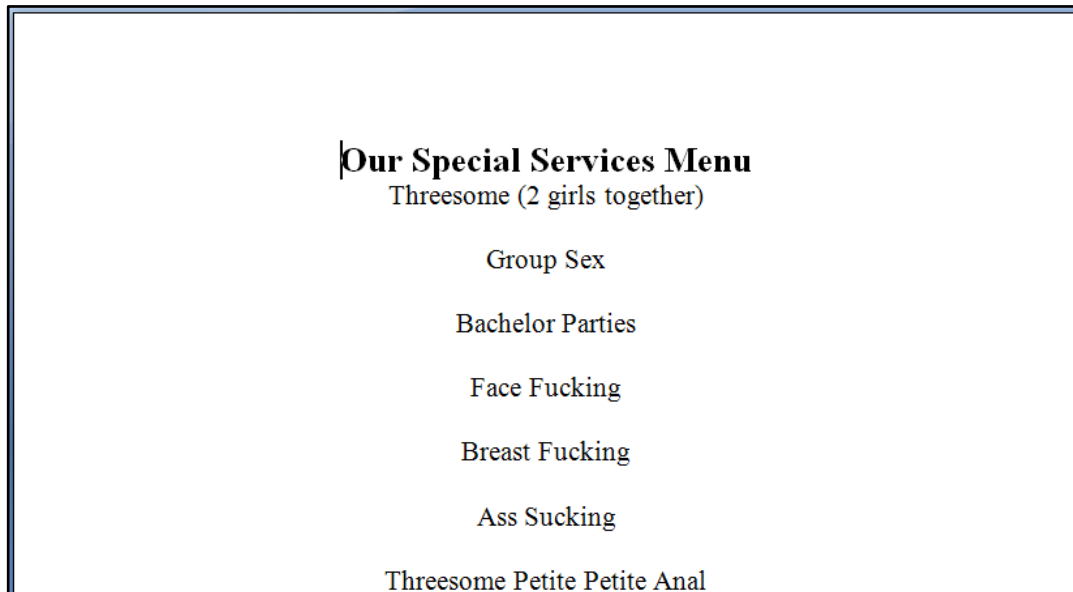 Our Special Services Menu
Threesome (2 girls together)
Group Sex
Bachelor Parties
Face Fucking
Breast Fucking
Ass Sucking
Threesome Petite Petite Anal